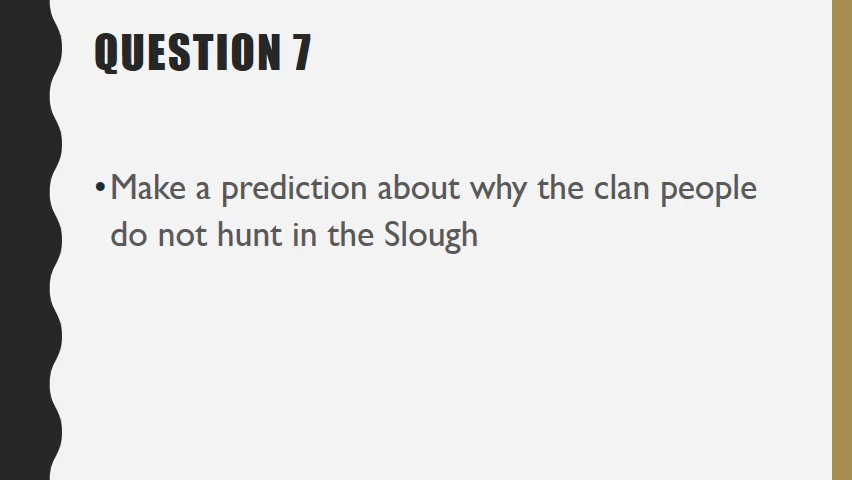 QUESTION 7
•Make a prediction about why the clan people
do not hunt in the Slough